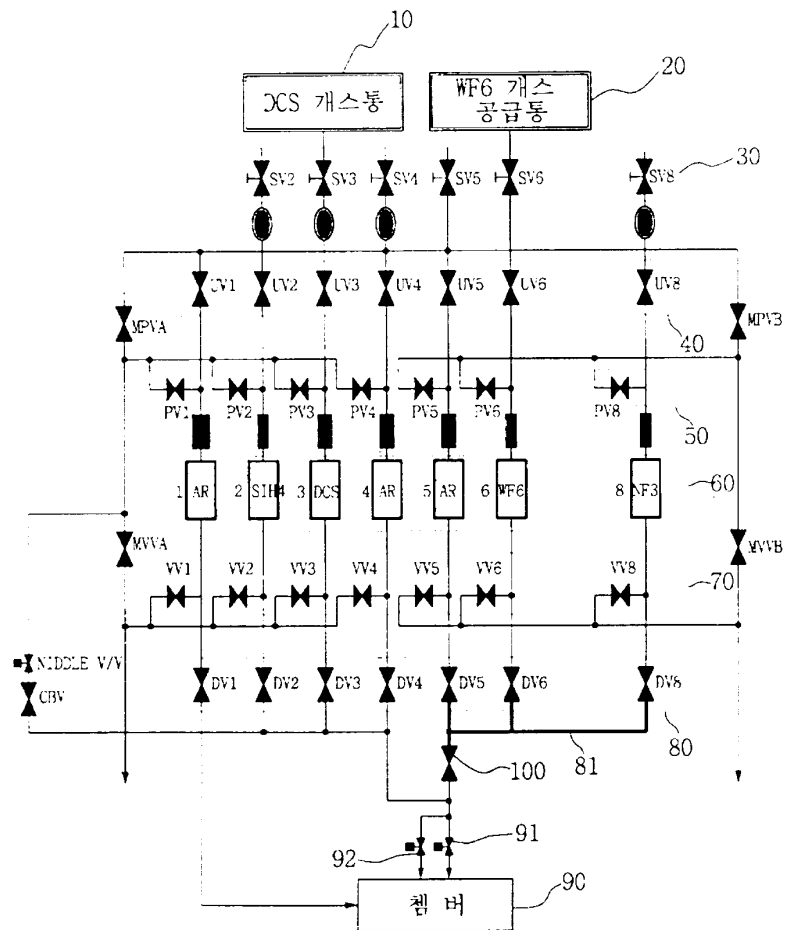 10
20
DCS 개스통
WF6 개스
공급통
30
SV2 SV3 SV4 SV5 SV6 SV8
UV1 UV2 UV3 UV4 UV5 UV6 UV8
MPVA MPVB
40
PV1 PV2 PV3 PV4 PV5 PV6 PV8
50
1 AR 2 SIH4 3 DCS 4 AR 5 AR 6 WF6 8 NF3
60
MVVA MVVB
VV1 VV2 VV3 VV4 VV5 VV6 VV8
70
NIDDLE V/V
CBV
DV1 DV2 DV3 DV4 DV5 DV6 DV8
80
81
100
92 91
쳄 버
90